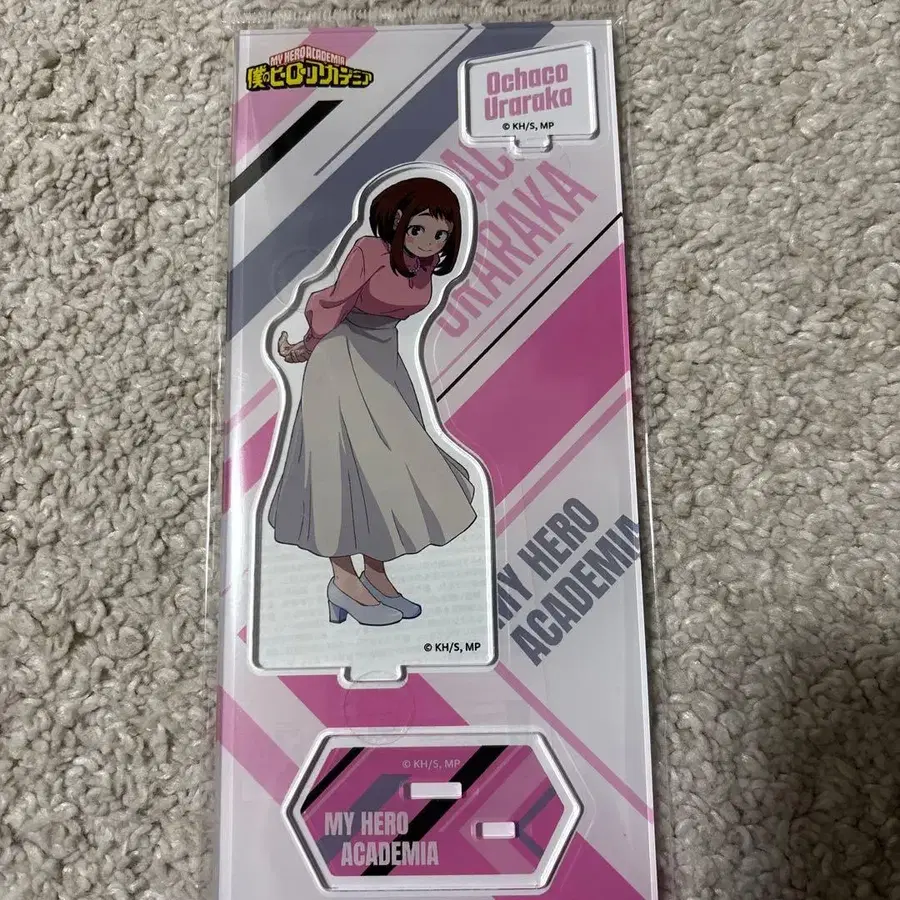 MY HERO ACADEMIA
僕のヒーローアカデミア
Ochaco
Uraraka
© KH/S, MP
URARAKA
MY HERO
ACADEMIA
© KH/S, MP
© KH/S, MP
MY HERO
ACADEMIA